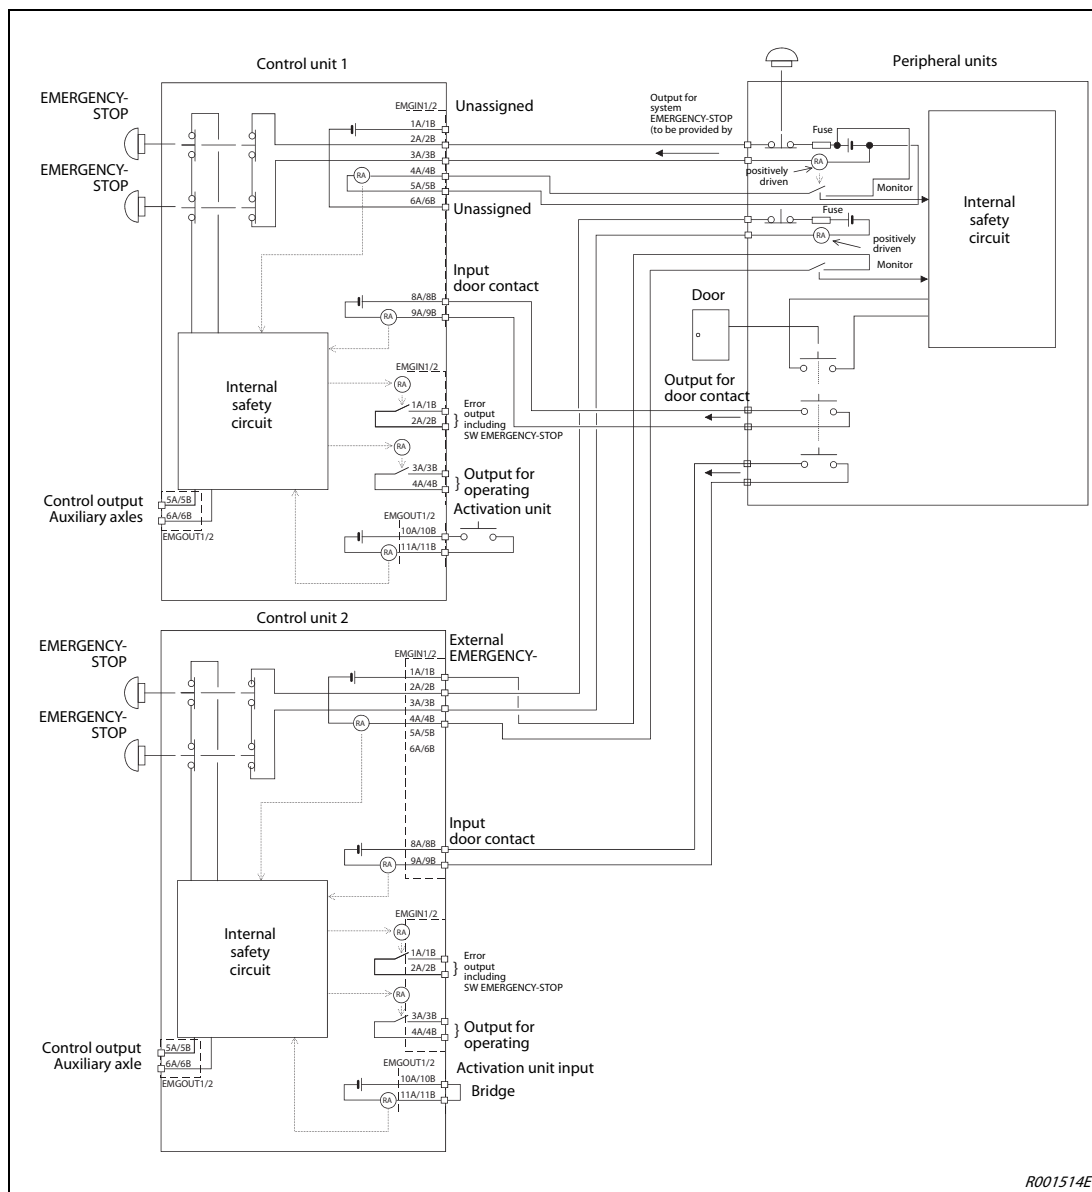 Control unit 1
Peripheral units
EMERGENCY-
STOP
EMERGENCY-
STOP
EMGIN1/2
Unassigned
1A/1B
2A/2B
3A/3B
4A/4B
5A/5B
6A/6B
Unassigned
RA
Output for
system
EMERGENCY-STOP
(to be provided by
Fuse
RA
positively
driven
Monitor
Fuse
RA
positively
driven
Monitor
Internal
safety
circuit
Input
door contact
8A/8B
9A/9B
RA
Door
Output for
door contact
Internal
safety
circuit
EMGIN1/2
RA
1A/1B
2A/2B
Error
output
including
SW EMERGENCY-STOP
RA
3A/3B
4A/4B
Output for
operating
Control output
Auxiliary axles
5A/5B
6A/6B
EMGOUT1/2
EMGOUT1/2
Activation unit
10A/10B
11A/11B
RA
Control unit 2
EMERGENCY-
STOP
EMERGENCY-
STOP
EMGIN1/2
External
EMERGENCY-
1A/1B
2A/2B
3A/3B
4A/4B
5A/5B
6A/6B
RA
Input
door contact
8A/8B
9A/9B
RA
Internal
safety
circuit
EMGIN1/2
RA
1A/1B
2A/2B
Error
output
including
SW EMERGENCY-STOP
RA
3A/3B
4A/4B
Output for
operating
Control output
Auxiliary axle
5A/5B
6A/6B
EMGOUT1/2
EMGOUT1/2
Activation unit input
10A/10B
11A/11B
RA
Bridge
R001514E